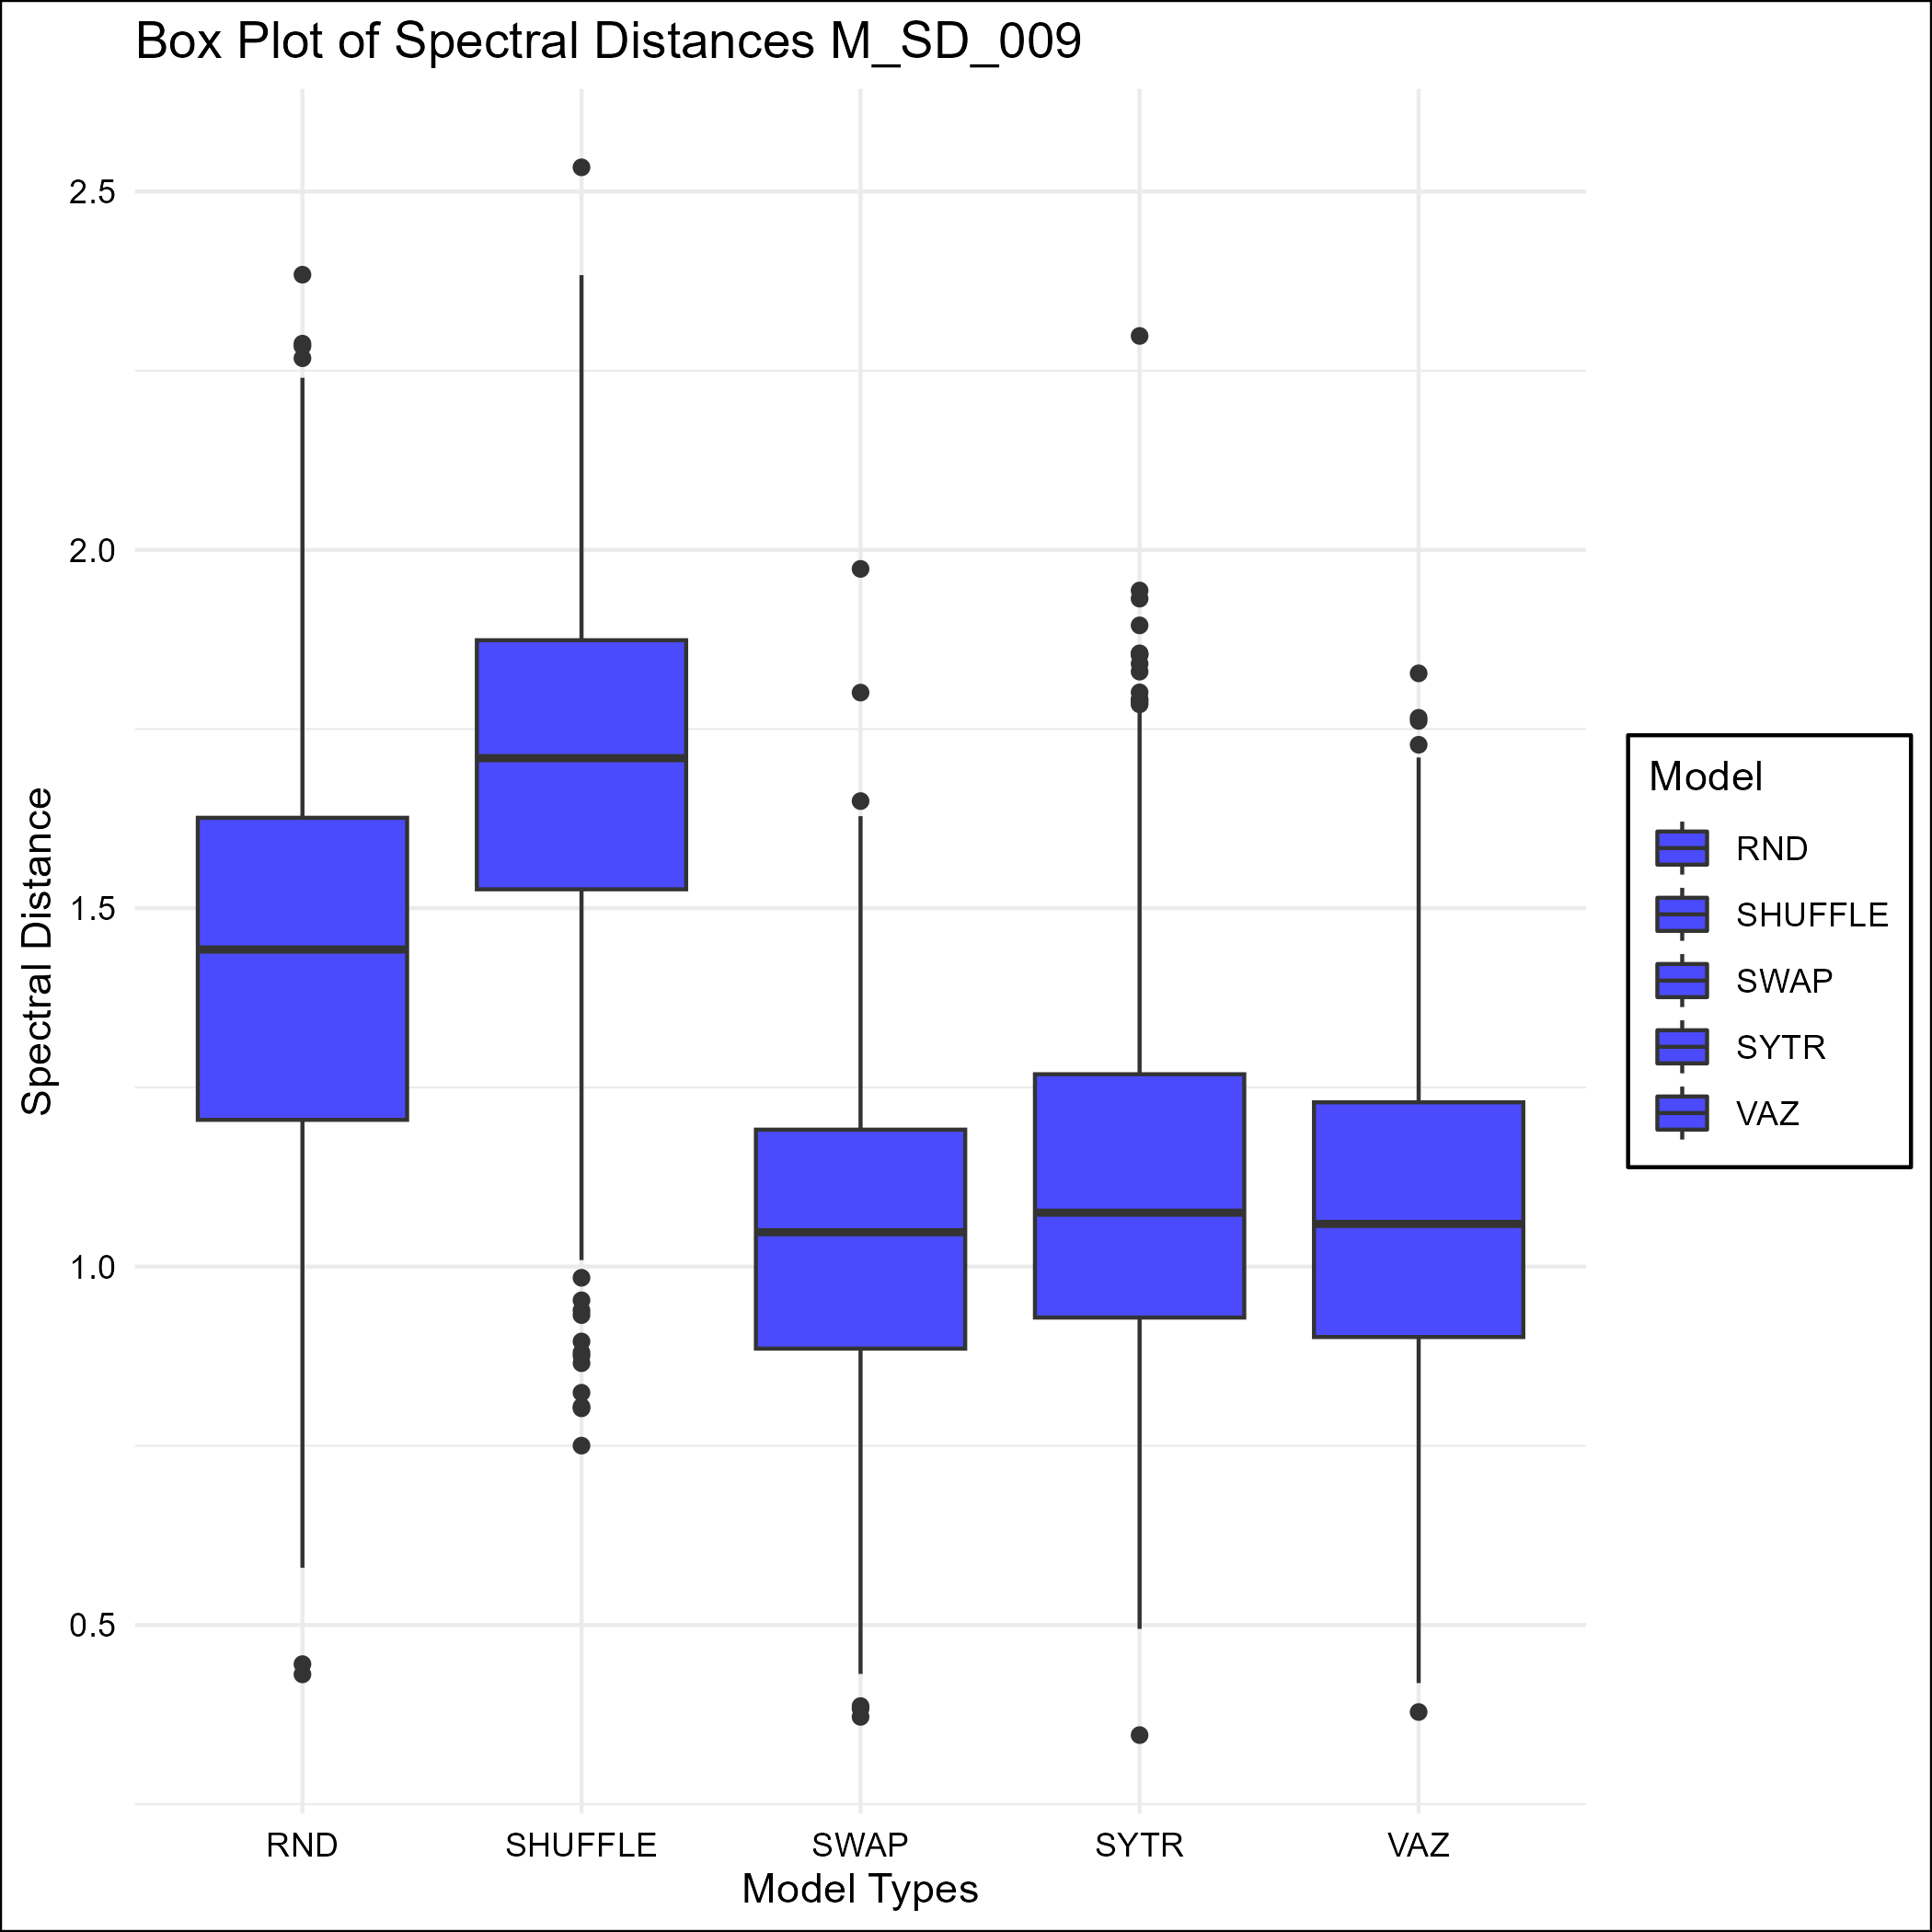 Box Plot of Spectral Distances M_SD_009
2.5
2.0
1.5
1.0
0.5
Spectral Distance
RND
SHUFFLE
SWAP
SYTR
VAZ
Model Types
Model
RND
SHUFFLE
SWAP
SYTR
VAZ